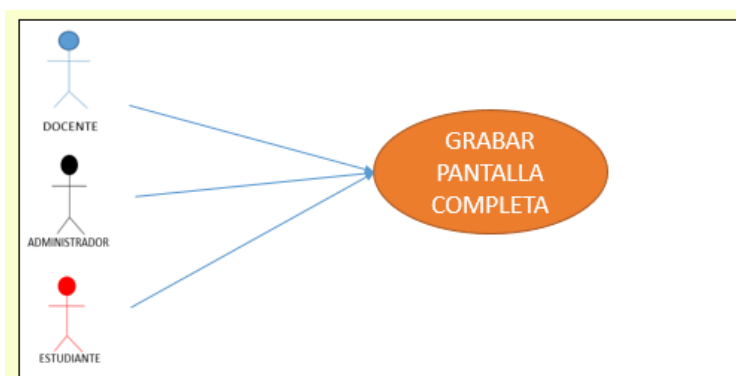 DOCENTE
GRABAR
PANTALLA
COMPLETA
ADMINISTRADOR
ESTUDIANTE